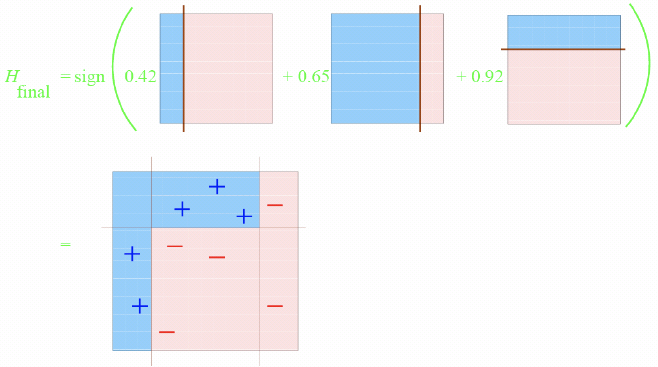 H final = sign ( 0.42 + 0.65 + 0.92 )
=
+ + + −
+ − −
+ −
−